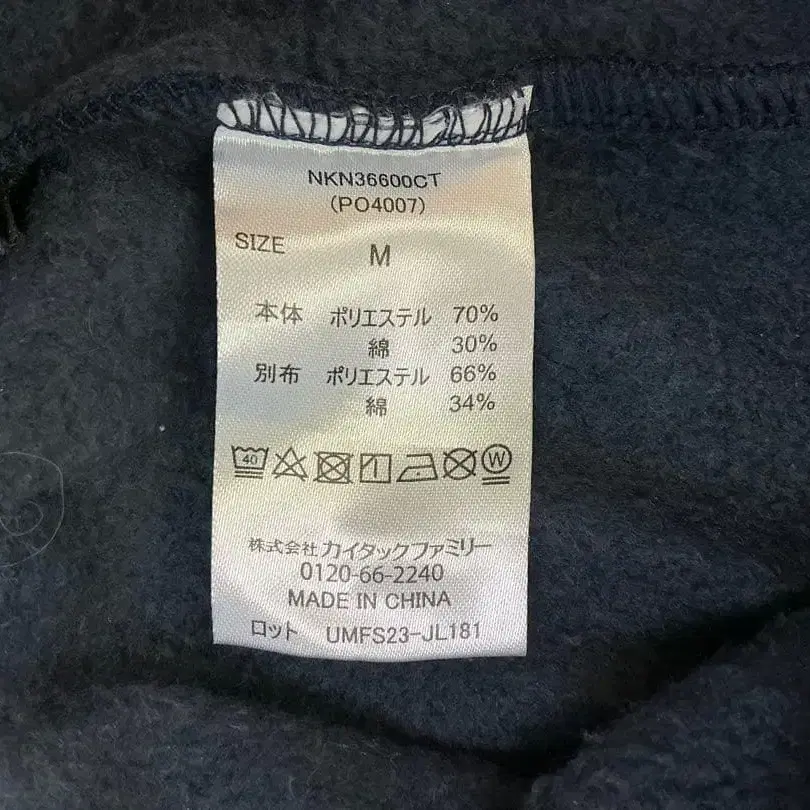 NKN36600CT
(PO4007)
SIZE M
本体 ポリエステル 70%
綿 30%
別布 ポリエステル 66%
綿 34%
40 W
株式会社カイタックファミリー
0120-66-2240
MADE IN CHINA
ロット UMFS23-JL181